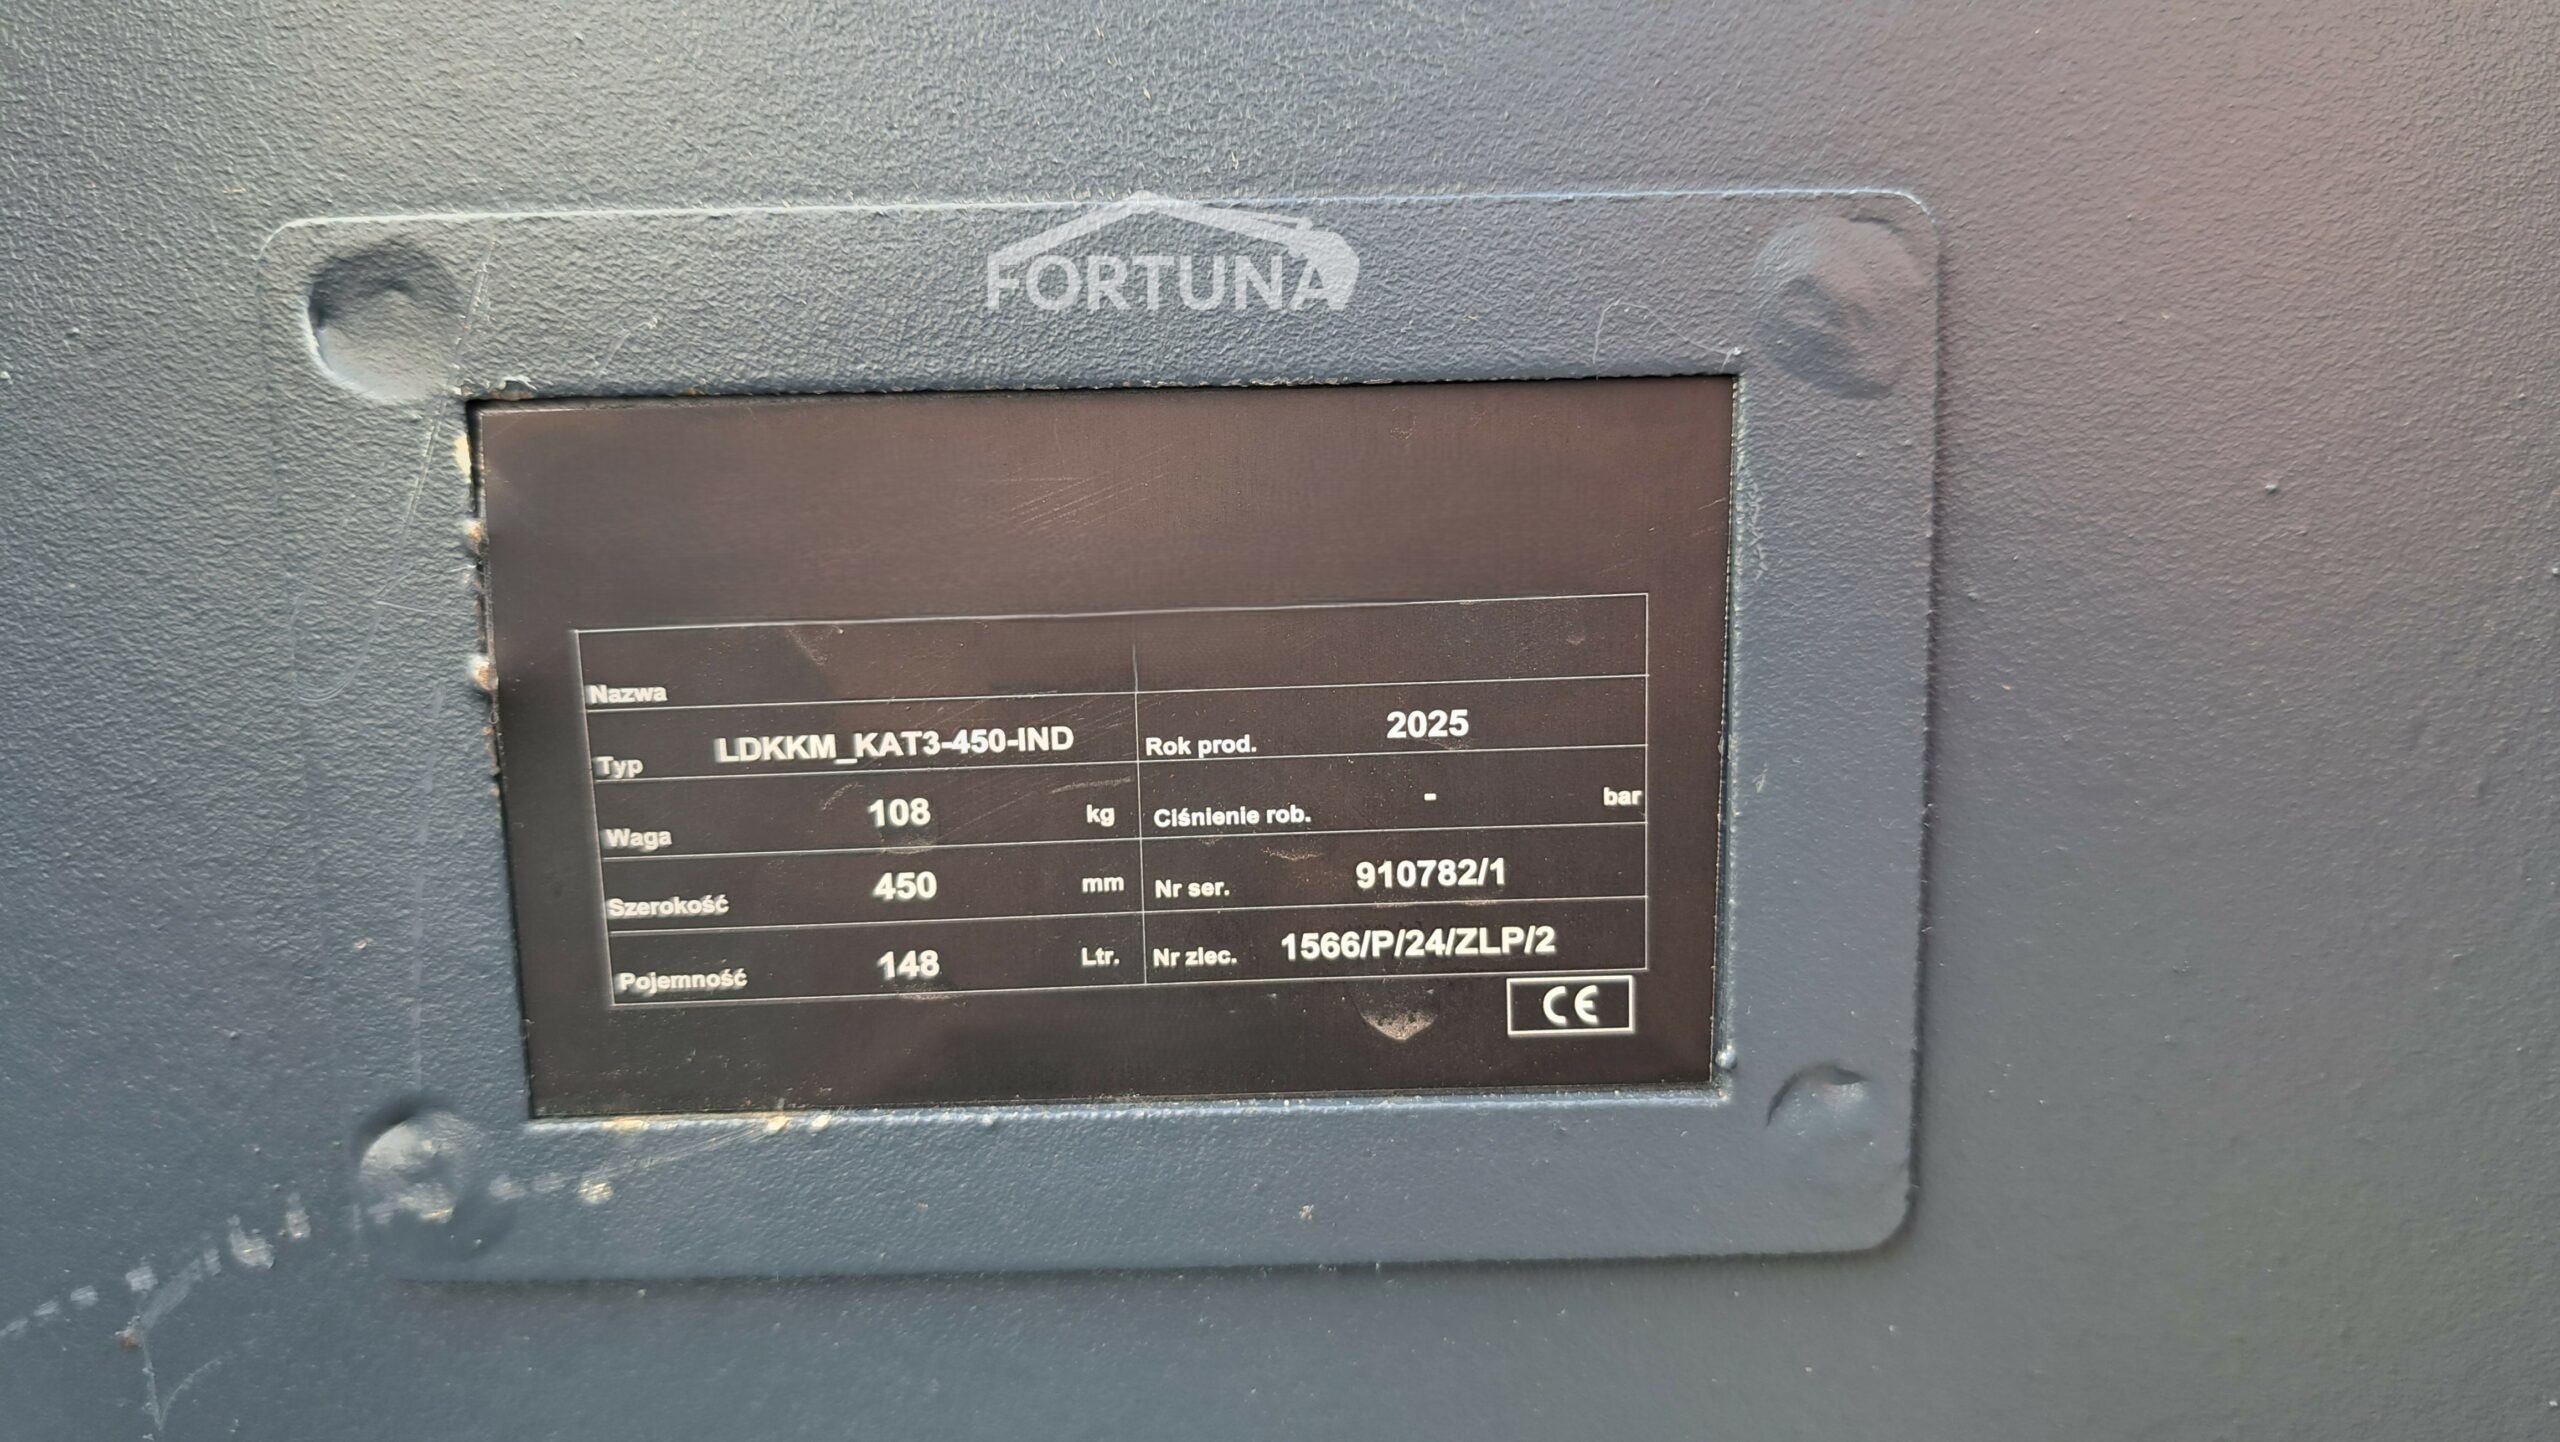 FORTUNA
Nazwa
Typ LDKKM_KAT3-450-IND Rok prod. 2025
Waga 108 kg Ciśnienie rob. - bar
Szerokość 450 mm Nr ser. 910782/1
Pojemność 148 Ltr. Nr zlec. 1566/P/24/ZLP/2
CE